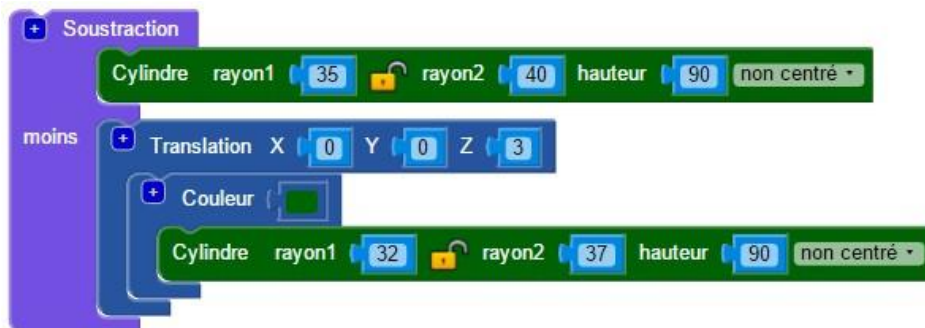 + Soustraction
Cylindre rayon1 35 rayon2 40 hauteur 90 non centré
moins + Translation X 0 Y 0 Z 3
+ Couleur
Cylindre rayon1 32 rayon2 37 hauteur 90 non centré